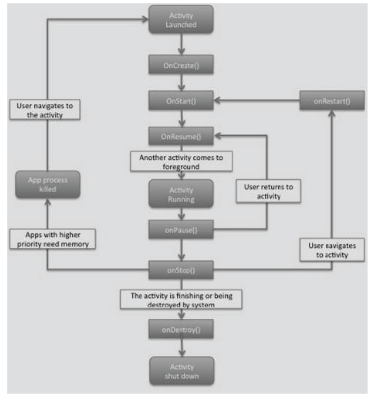 Activity
Launched
OnCreate()
OnStart()
onRestart()
User navigates to
the activity
OnResume()
Another activity comes to
foreground
App process
killed
Activity
Running
User returns to
activity
onPause()
Apps with higher
priority need memory
User navigates
to activity
onStop()
The activity is finishing or being
destroyed by system
onDestroy()
Activity
shut down